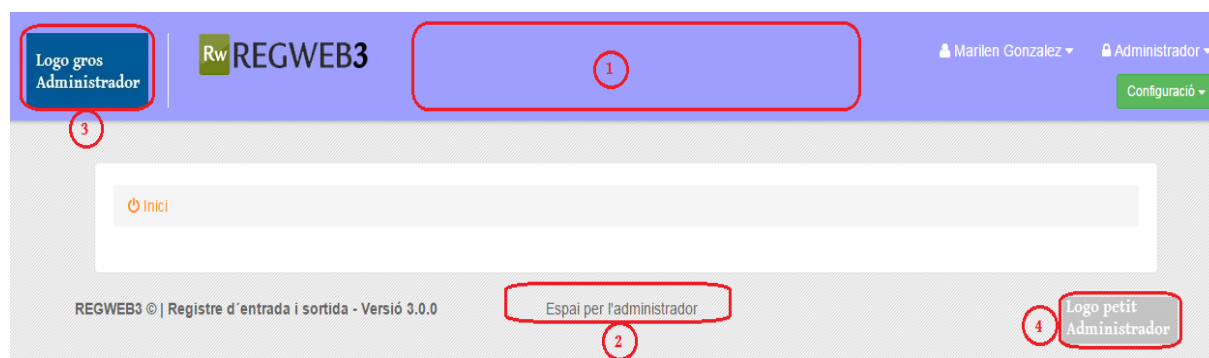 Logo gros
Administrador
3
Rw REGWEB3
1
Marilen Gonzalez
Administrador
Configuració
Inici
REGWEB3 © | Registre d´entrada i sortida - Versió 3.0.0
Espai per l'administrador
2
4
Logo petit
Administrador